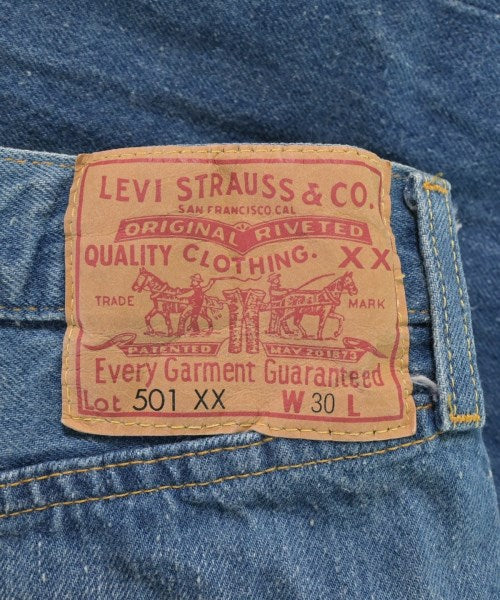 LEVI STRAUSS & CO.
SAN FRANCISCO CAL
ORIGINAL RIVETED
QUALITY CLOTHING. XX
TRADE MARK
PATENTED MAY 20 1873
Every Garment Guaranteed
Lot 501 XX W 30 L